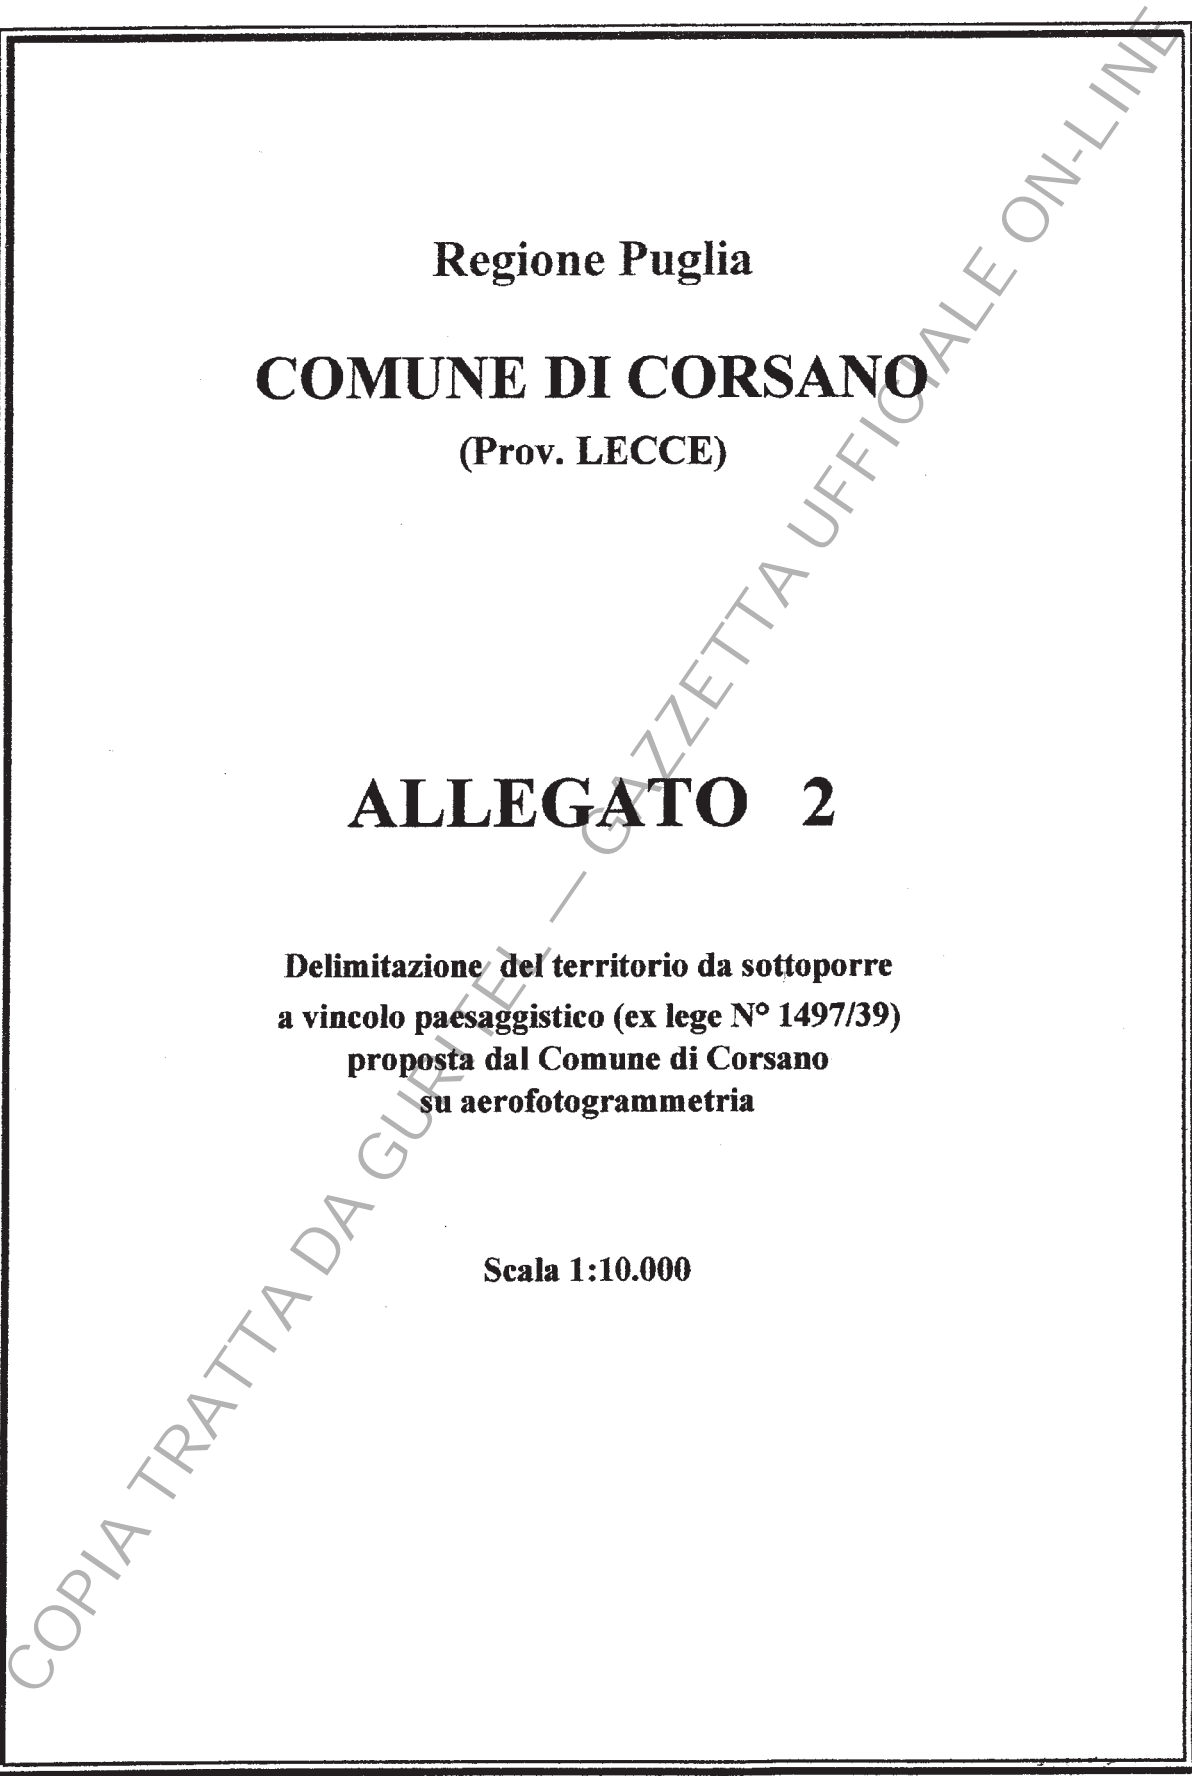 Regione Puglia
COMUNE DI CORSANO
(Prov. LECCE)
ALLEGATO 2
Delimitazione del territorio da sottoporre
a vincolo paesaggistico (ex lege N° 1497/39)
proposta dal Comune di Corsano
su aerofotogrammetria
Scala 1:10.000
COPIA TRATTA DA GURITEL — GAZZETTA UFFICIALE ON-LINE